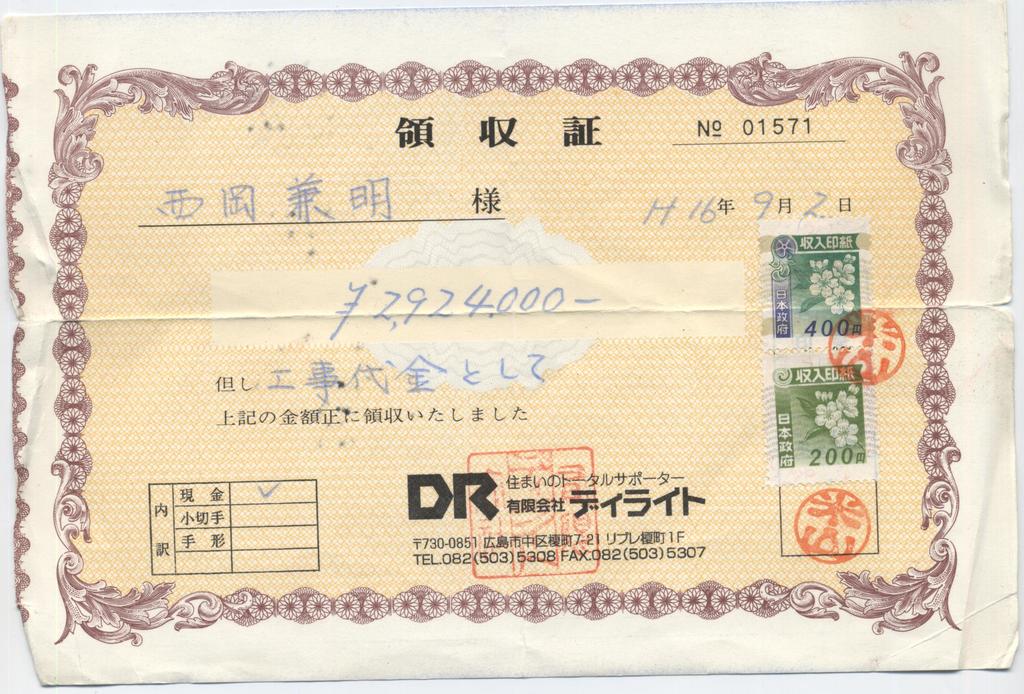 領収証
№ 01571
西岡兼明 様
H16年9月2日
収入印紙
日本政府
400円
¥2,924.000-
収入印紙
日本政府
200円
但し 工事代金として
上記の金額正に領収いたしました
内訳
現金 ✓
小切手
手形
DR 住まいのトータルサポーター
有限会社 ディライト
〒730-0851 広島市中区榎町7-21 リブレ榎町1F
TEL.082(503)5308 FAX.082(503)5307